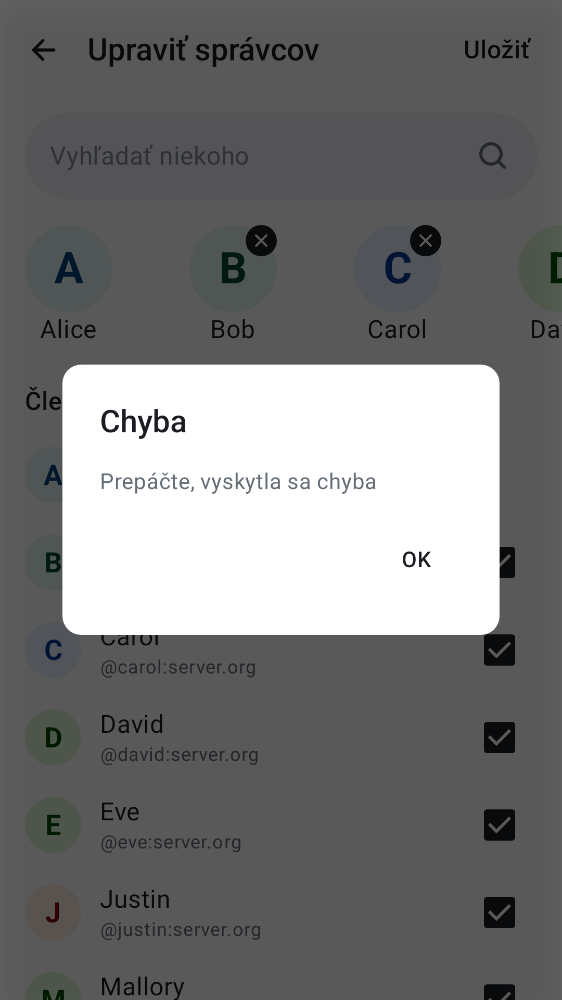 Upraviť správcov
Uložiť
Vyhľadať niekoho
A
B
C
D
Alice
Bob
Carol
Da
Čle
Chyba
Prepáčte, vyskytla sa chyba
OK
A
B
C
Carol
@carol:server.org
D
David
@david:server.org
E
Eve
@eve:server.org
J
Justin
@justin:server.org
M
Mallory